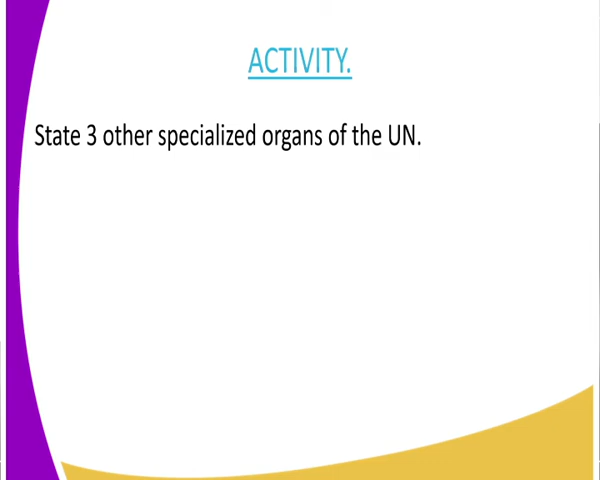 ACTIVITY.
State 3 other specialized organs of the UN.